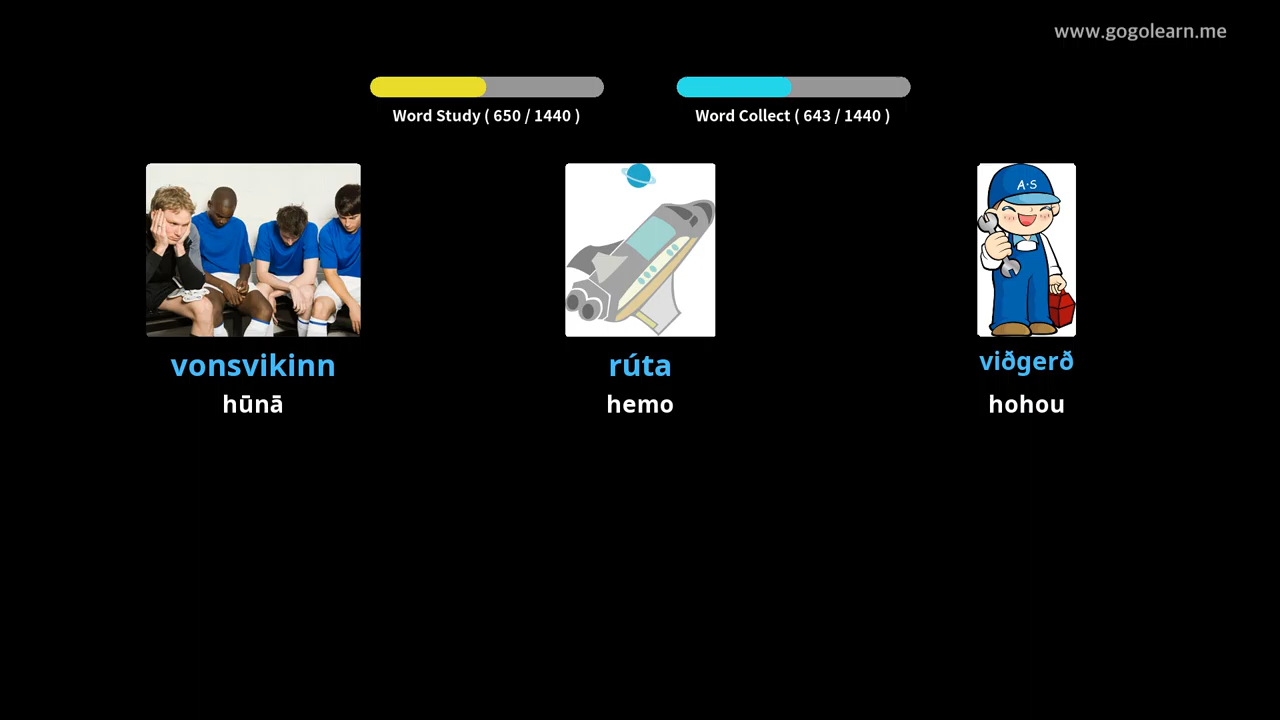 www.gogolearn.me
Word Study ( 650 / 1440 )
Word Collect ( 643 / 1440 )
A·S
vonsvikinn
rúta
viðgerð
hūnā
hemo
hohou